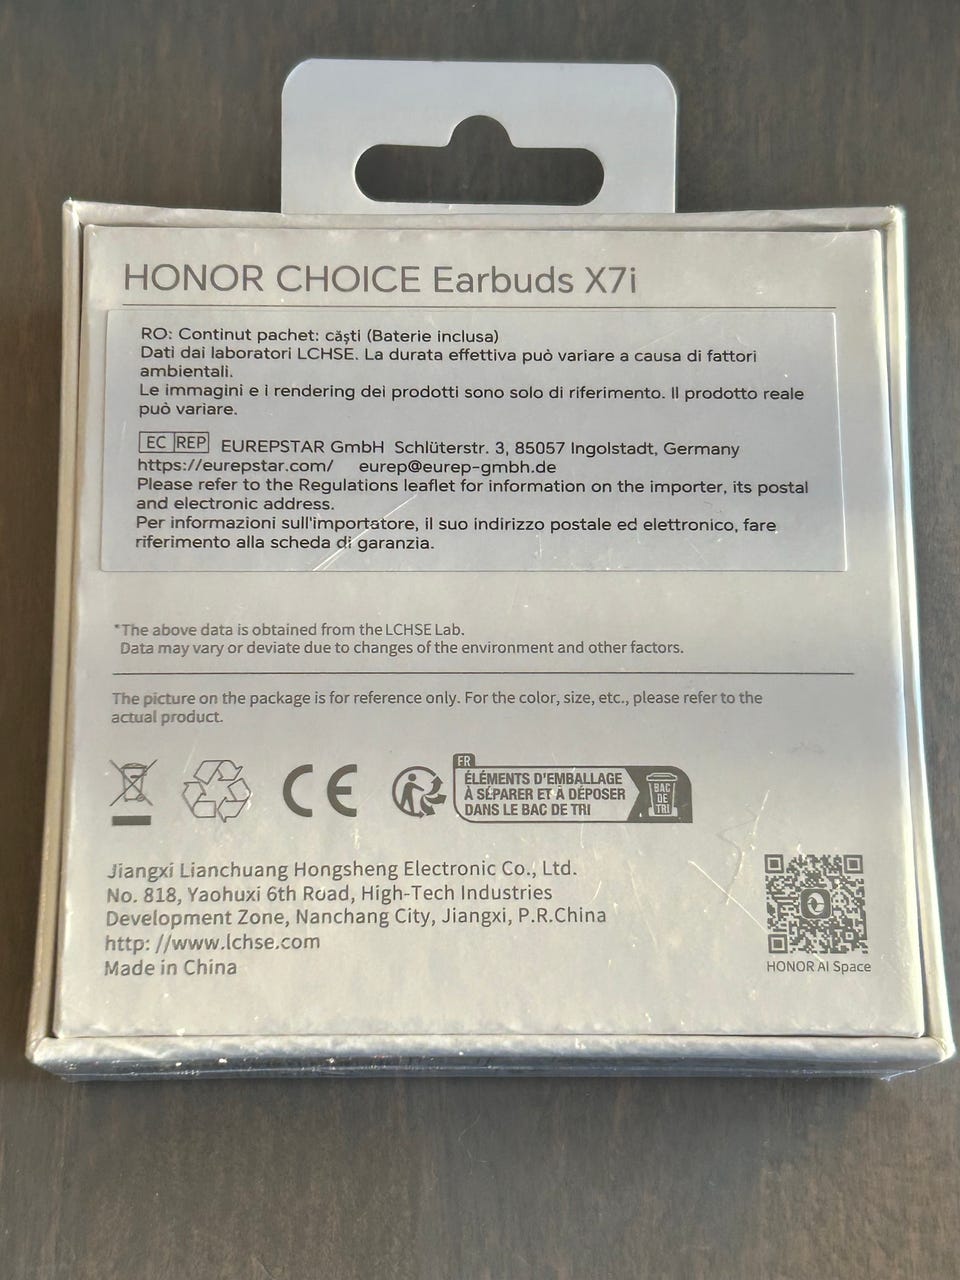 HONOR CHOICE Earbuds X7i
RO: Continut pachet: căști (Baterie inclusa)
Dati dai laboratori LCHSE. La durata effettiva può variare a causa di fattori
ambientali.
Le immagini e i rendering dei prodotti sono solo di riferimento. Il prodotto reale
può variare.
EC REP EUREPSTAR GmbH Schlüterstr. 3, 85057 Ingolstadt, Germany
https://eurepstar.com/ eurep@eurep-gmbh.de
Please refer to the Regulations leaflet for information on the importer, its postal
and electronic address.
Per informazioni sull'importatore, il suo indirizzo postale ed elettronico, fare
riferimento alla scheda di garanzia.
*The above data is obtained from the LCHSE Lab.
Data may vary or deviate due to changes of the environment and other factors.
The picture on the package is for reference only. For the color, size, etc., please refer to the
actual product.
CE
FR
ÉLÉMENTS D'EMBALLAGE
À SÉPARER ET À DÉPOSER
DANS LE BAC DE TRI
BAC
DE
TRI
Jiangxi Lianchuang Hongsheng Electronic Co., Ltd.
No. 818, Yaohuxi 6th Road, High-Tech Industries
Development Zone, Nanchang City, Jiangxi, P.R.China
http: //www.lchse.com
Made in China
HONOR AI Space